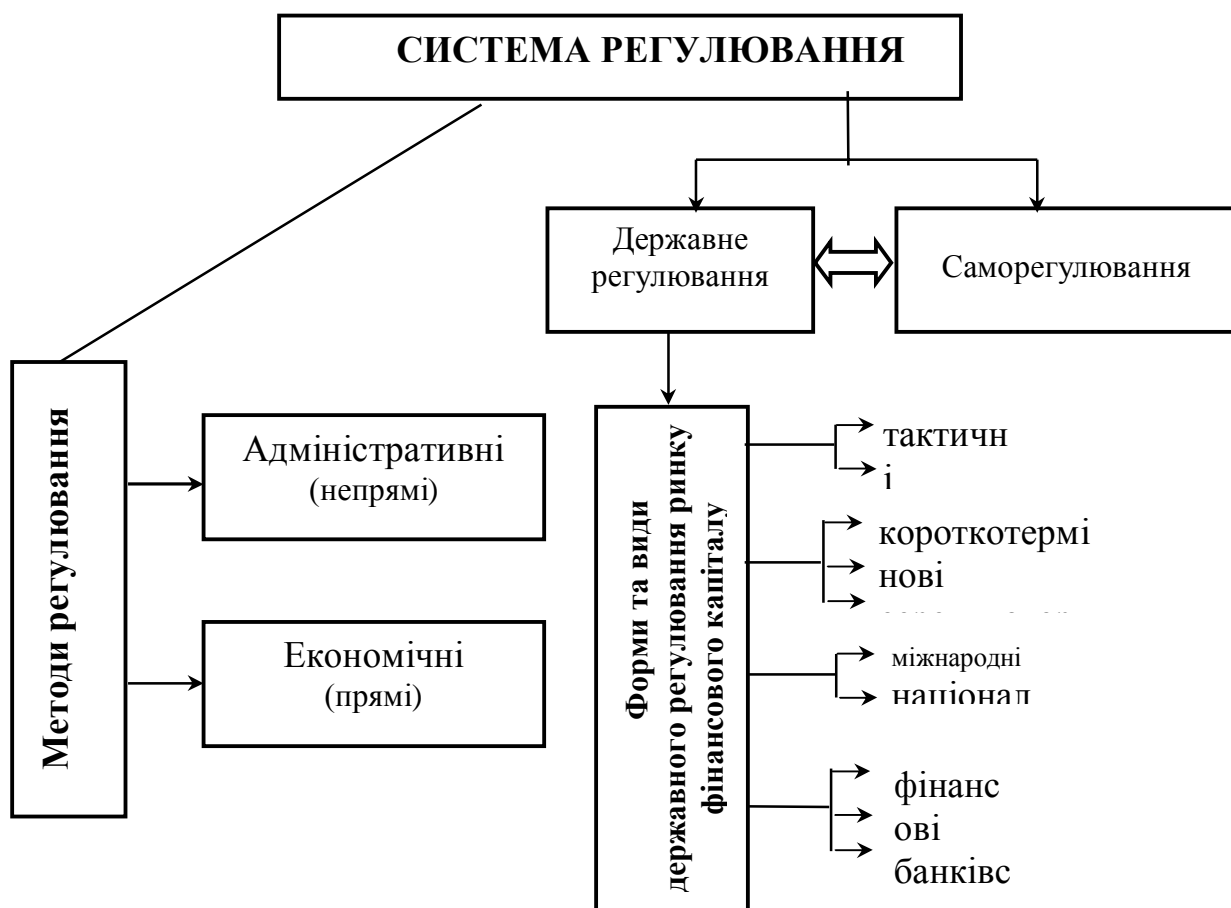 СИСТЕМА РЕГУЛЮВАННЯ
Державне
регулювання
Саморегулювання
Методи регулювання
Адміністративні
(непрямі)
Економічні
(прямі)
Форми та види
державного регулювання ринку
фінансового капіталу
тактичн
і
короткотермі
нові
міжнародні
націонал
фінанс
ові
банківс